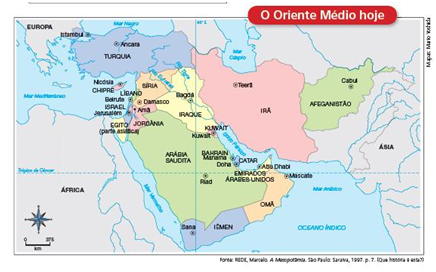 O Oriente Médio hoje
Mapas: Mario Yoshida
EUROPA
Mar Negro
Istambul
Ancara
TURQUIA
Mar Cáspio
Mar Mediterrâneo
Nicósia
CHIPRE
SÍRIA
LÍBANO
Beirute
Damasco
ISRAEL
Jerusalém
Amã
JORDÂNIA
EGITO
(parte asiática)
Bagdá
IRAQUE
Teerã
IRÃ
Cabul
AFEGANISTÃO
ÁSIA
KUWAIT
Kuwait
Golfo Pérsico
BAHRAIN
Manama
CATAR
Doha
Abu Dhabi
EMIRADOS
ÁRABES UNIDOS
Mascate
ARÁBIA
SAUDITA
Riad
Trópico de Câncer
ÁFRICA
Mar Vermelho
OMÃ
Mar Arábico
Sana
IÊMEN
OCEANO ÍNDICO
0 375
km
Fonte: REDE, Marcelo. A Mesopotâmia. São Paulo: Saraiva, 1997. p. 7. (Que história é esta?)